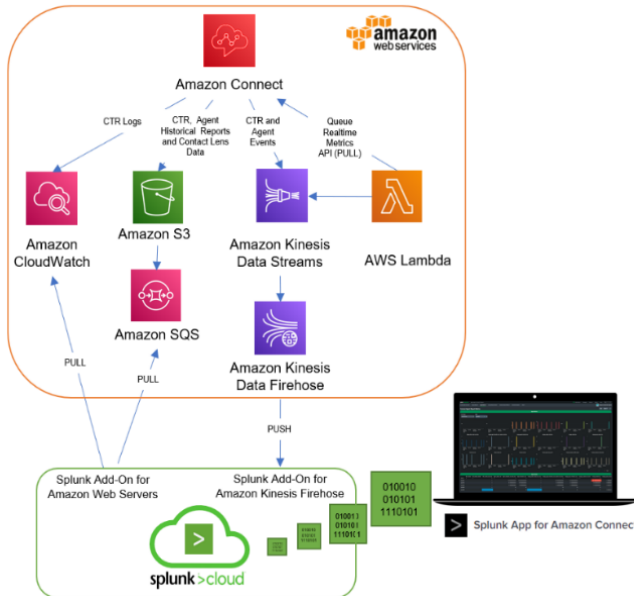 amazon
web services
Amazon Connect
CTR Logs
CTR, Agent
Historical Reports
and Contact Lens
Data
CTR and
Agent
Events
Queue
Realtime
Metrics
API (PULL)
Amazon
CloudWatch
Amazon S3
Amazon Kinesis
Data Streams
AWS Lambda
Amazon SQS
Amazon Kinesis
Data Firehose
PULL
PULL
PUSH
Splunk Add-On for
Amazon Web Servers
Splunk Add-On for
Amazon Kinesis Firehose
splunk>cloud
010010
010101
1110101
010010
010101
1110101
Splunk App for Amazon Connec